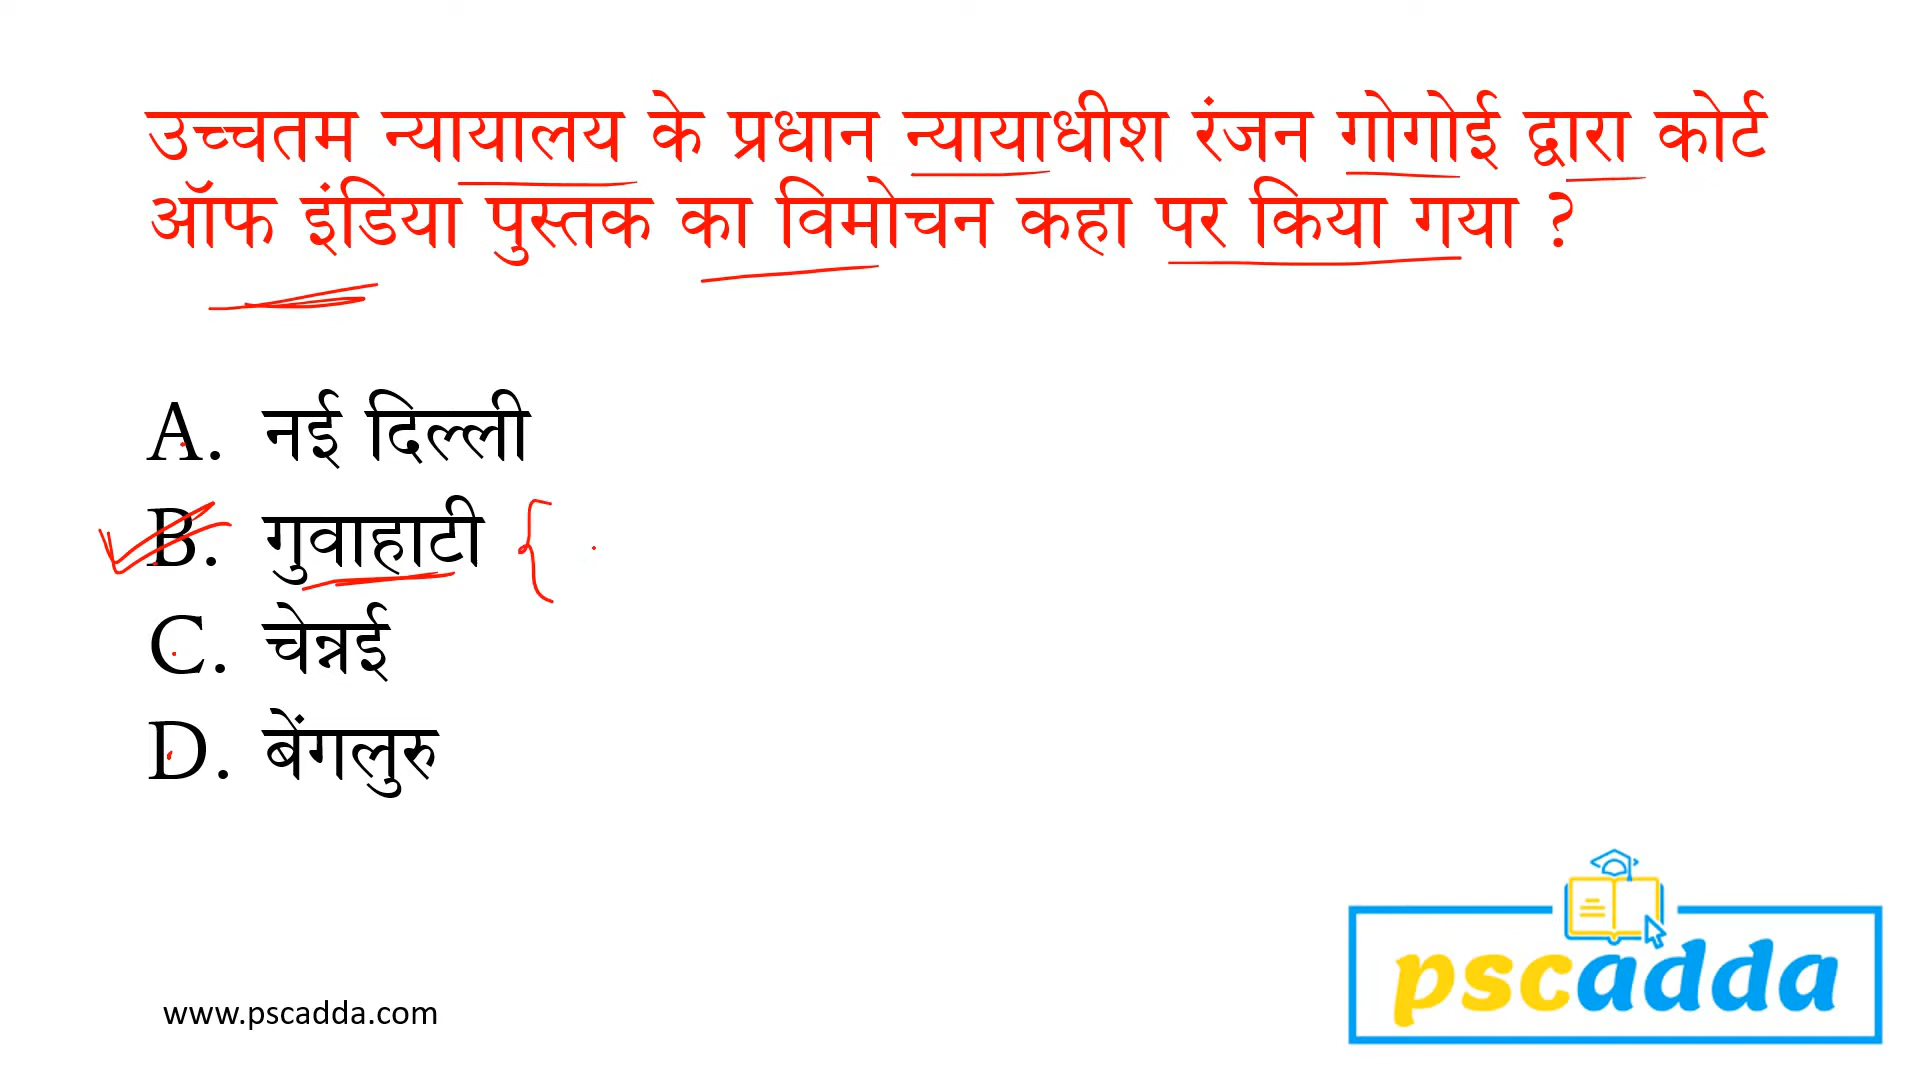 उच्चतम न्यायालय के प्रधान न्यायाधीश रंजन गोगोई द्वारा कोर्ट
ऑफ इंडिया पुस्तक का विमोचन कहा पर किया गया ?
A. नई दिल्ली
B. गुवाहाटी
C. चेन्नई
D. बेंगलुरु
www.pscadda.com
pscadda